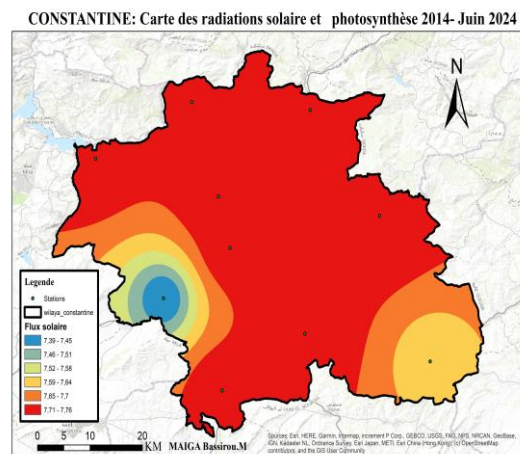 CONSTANTINE: Carte des radiations solaire et photosynthèse 2014- Juin 2024
N
Legende
Stations
wilaya_constantine
Flux solaire
7,39 - 7,45
7,46 - 7,51
7,52 - 7,58
7,59 - 7,64
7,65 - 7,7
7,71 - 7,76
0 10 20
KM MAIGA Bassirou.M
Sources: Esri, HERE, Garmin, Intermap, increment P Corp., GEBCO, USGS, FAO, NPS, NRCAN, GeoBase,
IGN, Kadaster NL, Ordnance Survey, Esri Japan, METI, Esri China (Hong Kong), (c) OpenStreetMap
contributors, and the GIS User Community